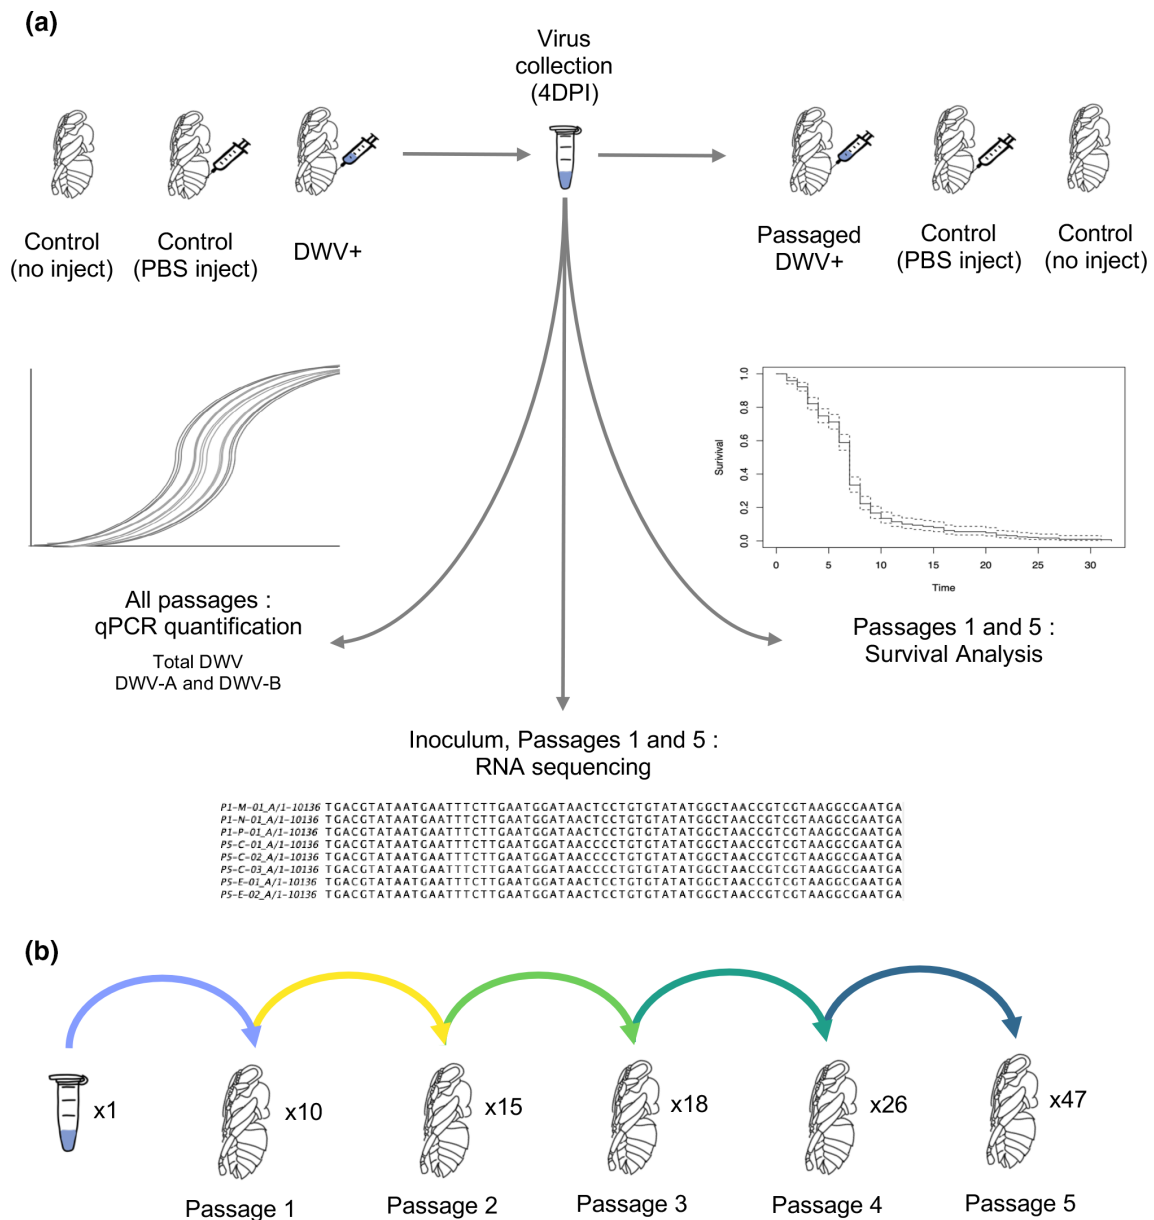 (a)
Virus
collection
(4DPI)
Control
(no inject)
Control
(PBS inject)
DWV+
Passaged
DWV+
Control
(PBS inject)
Control
(no inject)
All passages :
qPCR quantification
Total DWV
DWV-A and DWV-B
Survival
1.0
0.8
0.6
0.4
0.2
0.0
0 5 10 15 20 25 30
Time
Passages 1 and 5 :
Survival Analysis
Inoculum, Passages 1 and 5 :
RNA sequencing
P1-M-01_A/1-10136 TGACGTATAATGAATTTCTTGAATGGATAACTCCTGTGTATATGGCTAACCGTCGTAAGGCGAATGA
P1-N-01_A/1-10136 TGACGTATAATGAATTTCTTGAATGGATAACTCCTGTGTATATGGCTAACCGTCGTAAGGCGAATGA
P1-P-01_A/1-10136 TGACGTATAATGAATTTCTTGAATGGATAACTCCTGTGTATATGGCTAACCGTCGTAAGGCGAATGA
P5-C-01_A/1-10136 TGACGTATAATGAATTTCTTGAATGGATAACCCCTGTGTATATGGCTAACCGTCGTAAGGCGAATGA
P5-C-02_A/1-10136 TGACGTATAATGAATTTCTTGAATGGATAACCCCTGTGTATATGGCTAACCGTCGTAAGGCGAATGA
P5-C-03_A/1-10136 TGACGTATAATGAATTTCTTGAATGGATAACCCCTGTGTATATGGCTAACCGTCGTAAGGCGAATGA
P5-E-01_A/1-10136 TGACGTATAATGAATTTCTTGAATGGATAACTCCTGTGTATATGGCTAACCGTCGTAAGGCGAATGA
P5-E-02_A/1-10136 TGACGTATAATGAATTTCTTGAATGGATAACTCCTGTGTATATGGCTAACCGTCGTAAGGCGAATGA
(b)
x1
x10
x15
x18
x26
x47
Passage 1
Passage 2
Passage 3
Passage 4
Passage 5